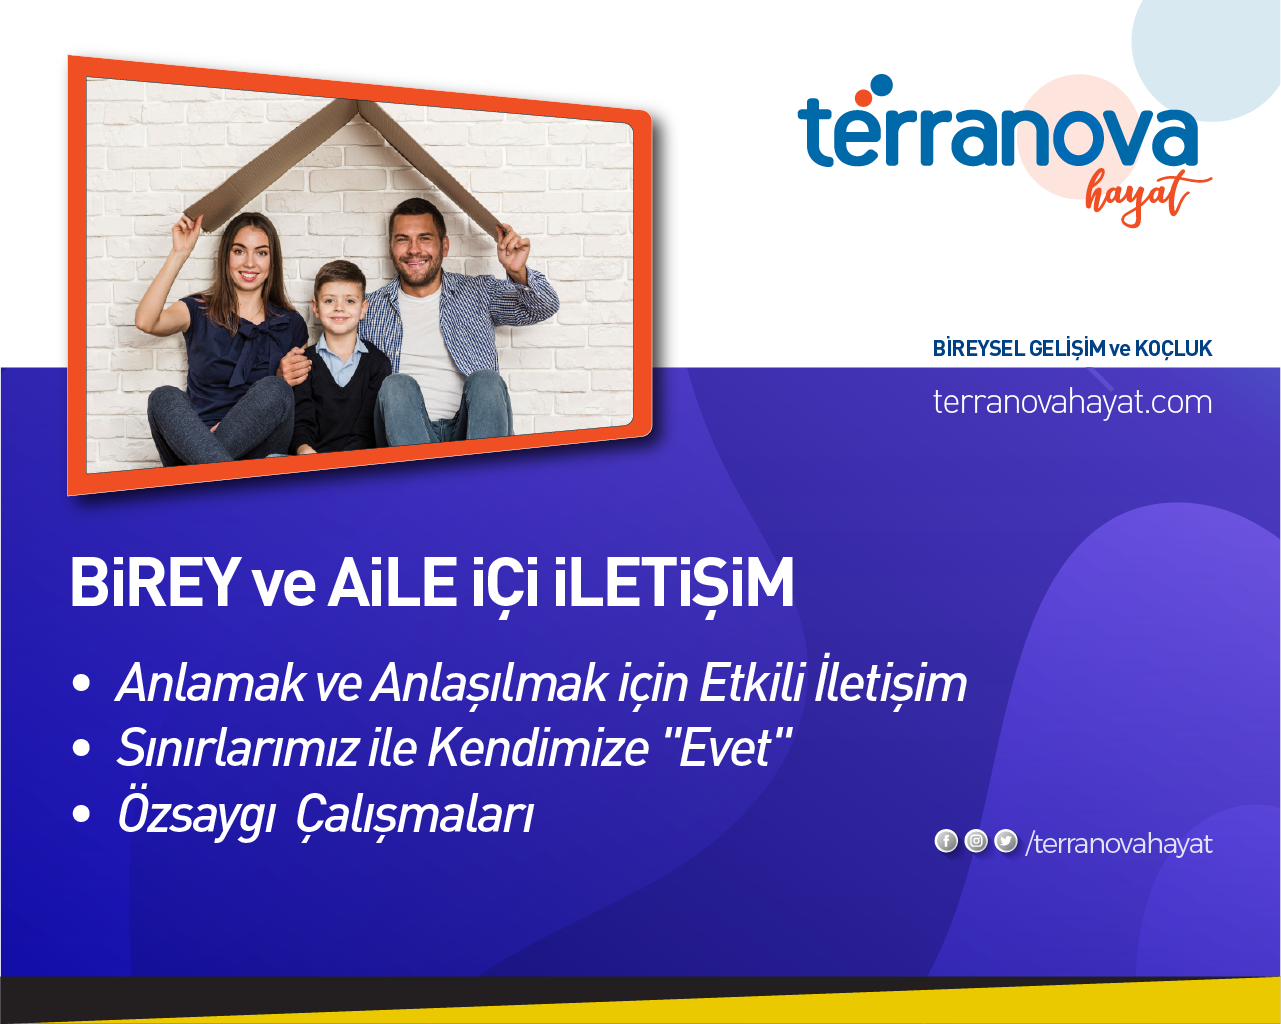 terranova
hayat
BİREYSEL GELİŞİM ve KOÇLUK
terranovahayat.com
BiREY ve AiLE iÇi iLETiŞiM
• Anlamak ve Anlaşılmak için Etkili İletişim
• Sınırlarımız ile Kendimize "Evet"
• Özsaygı Çalışmaları
/terranovahayat